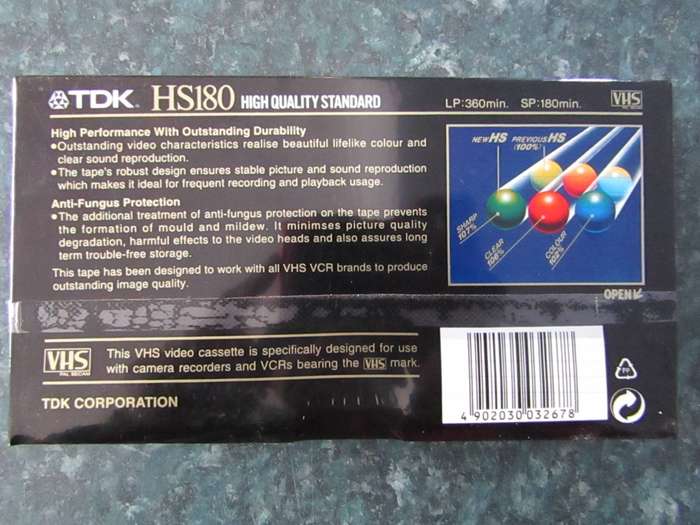 TDK. HS180 HIGH QUALITY STANDARD LP:360min. SP:180min. VHS
High Performance With Outstanding Durability
•Outstanding video characteristics realise beautiful lifelike colour and
clear sound reproduction.
•The tape's robust design ensures stable picture and sound reproduction
which makes it ideal for frequent recording and playback usage.
Anti-Fungus Protection
•The additional treatment of anti-fungus protection on the tape prevents
the formation of mould and mildew. It minimses picture quality
degradation, harmful effects to the video heads and also assures long
term trouble-free storage.
This tape has been designed to work with all VHS VCR brands to produce
outstanding image quality.
NEW HS PREVIOUS HS
(100%)
SHARP
107%
CLEAR
106%
COLOUR
102%
OPEN
VHS
PAL SECAM
This VHS video cassette is specifically designed for use
with camera recorders and VCRs bearing the VHS mark.
TDK CORPORATION
4 902030 032678
PP